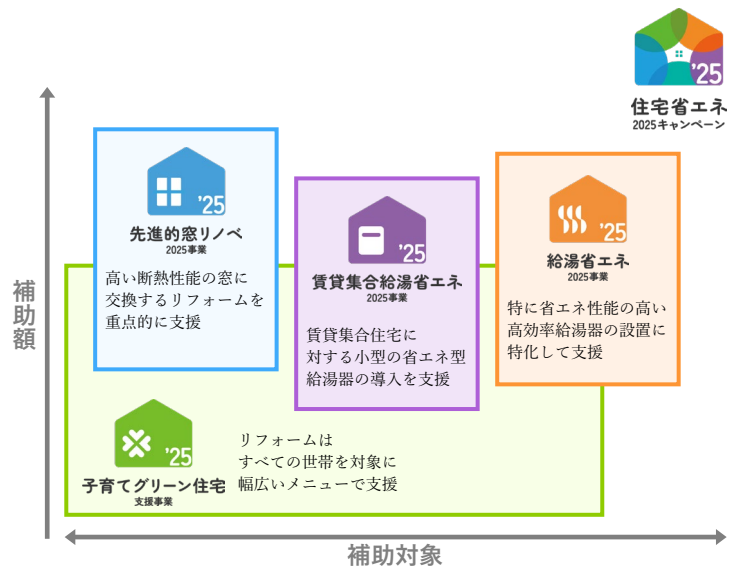 '25
住宅省エネ
2025キャンペーン
補助額
'25
先進的窓リノベ
2025事業
高い断熱性能の窓に
交換するリフォームを
重点的に支援
'25
賃貸集合給湯省エネ
2025事業
賃貸集合住宅に
対する小型の省エネ型
給湯器の導入を支援
'25
給湯省エネ
2025事業
特に省エネ性能の高い
高効率給湯器の設置に
特化して支援
'25
子育てグリーン住宅
支援事業
リフォームは
すべての世帯を対象に
幅広いメニューで支援
補助対象